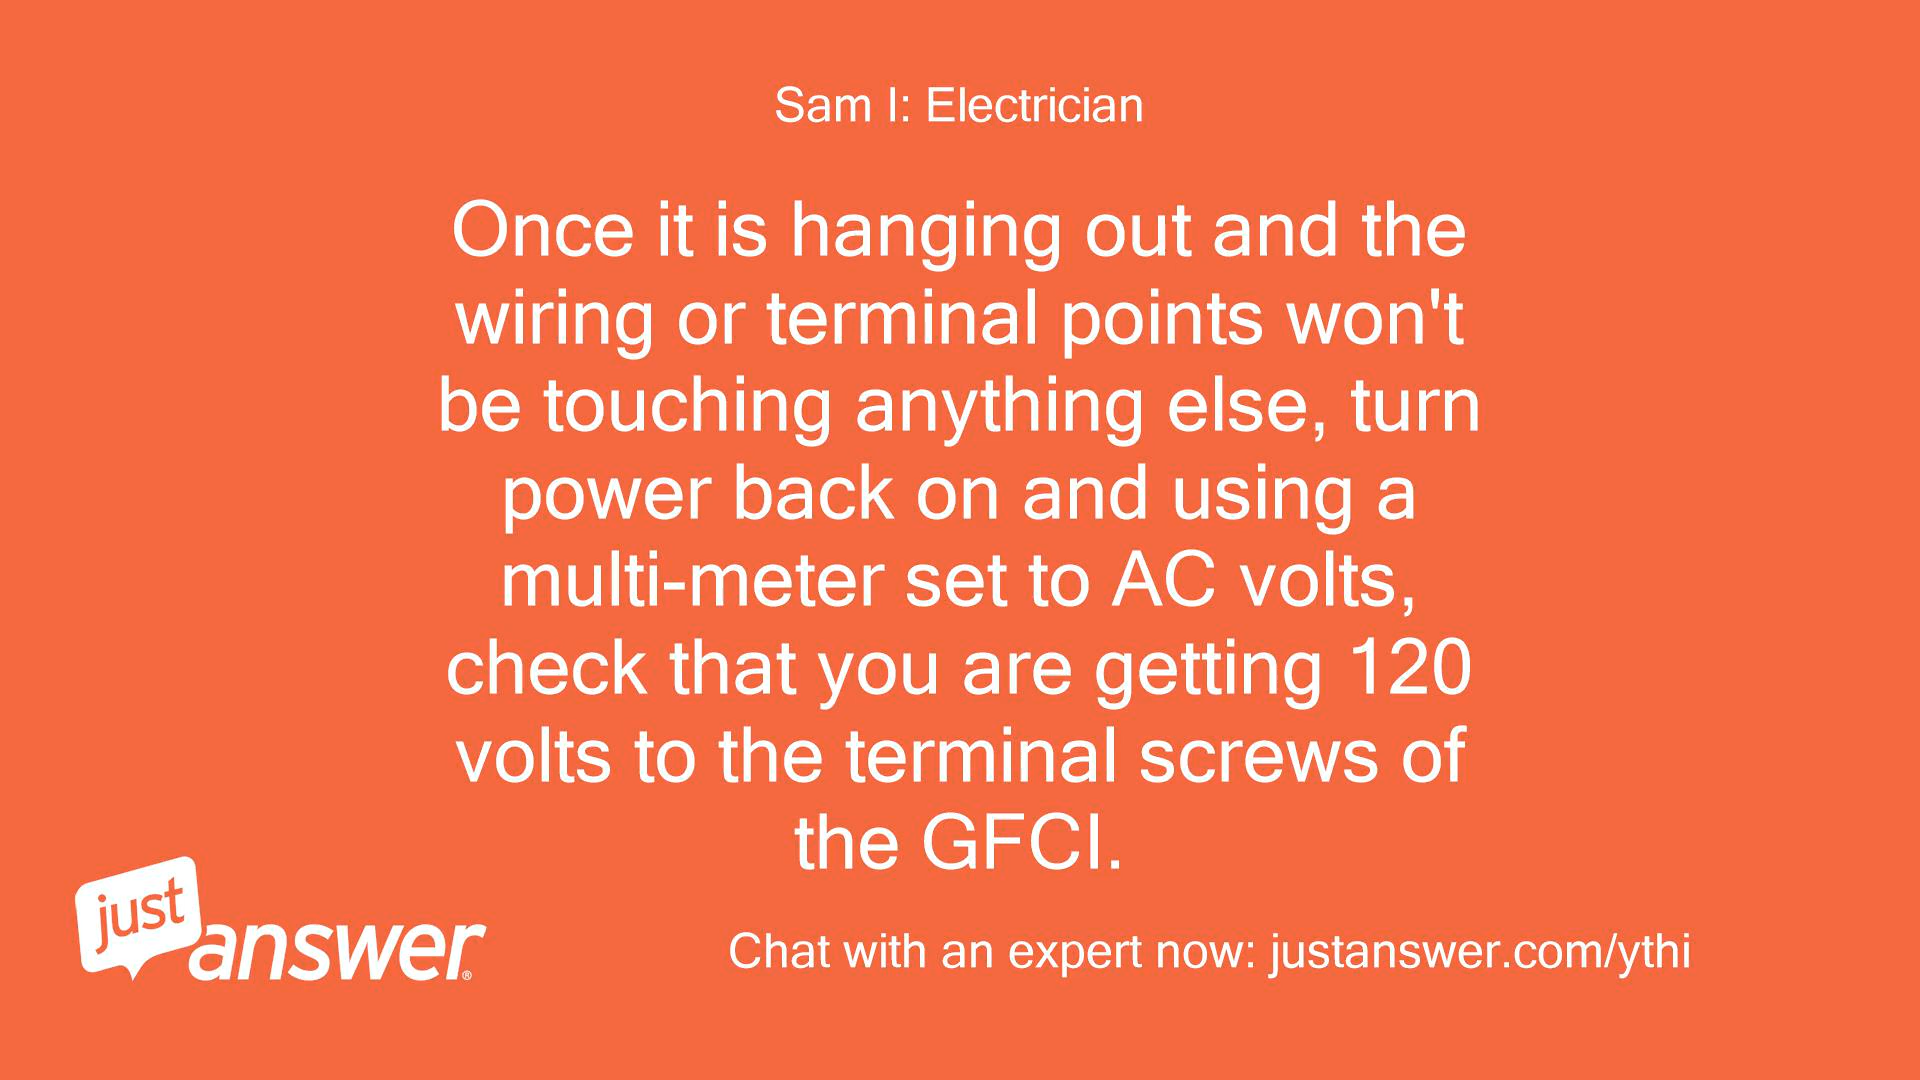 Sam I: Electrician
Once it is hanging out and the
wiring or terminal points won't
be touching anything else, turn
power back on and using a
multi-meter set to AC volts,
check that you are getting 120
volts to the terminal screws of
the GFCI.
just
answer®
Chat with an expert now: justanswer.com/ythi